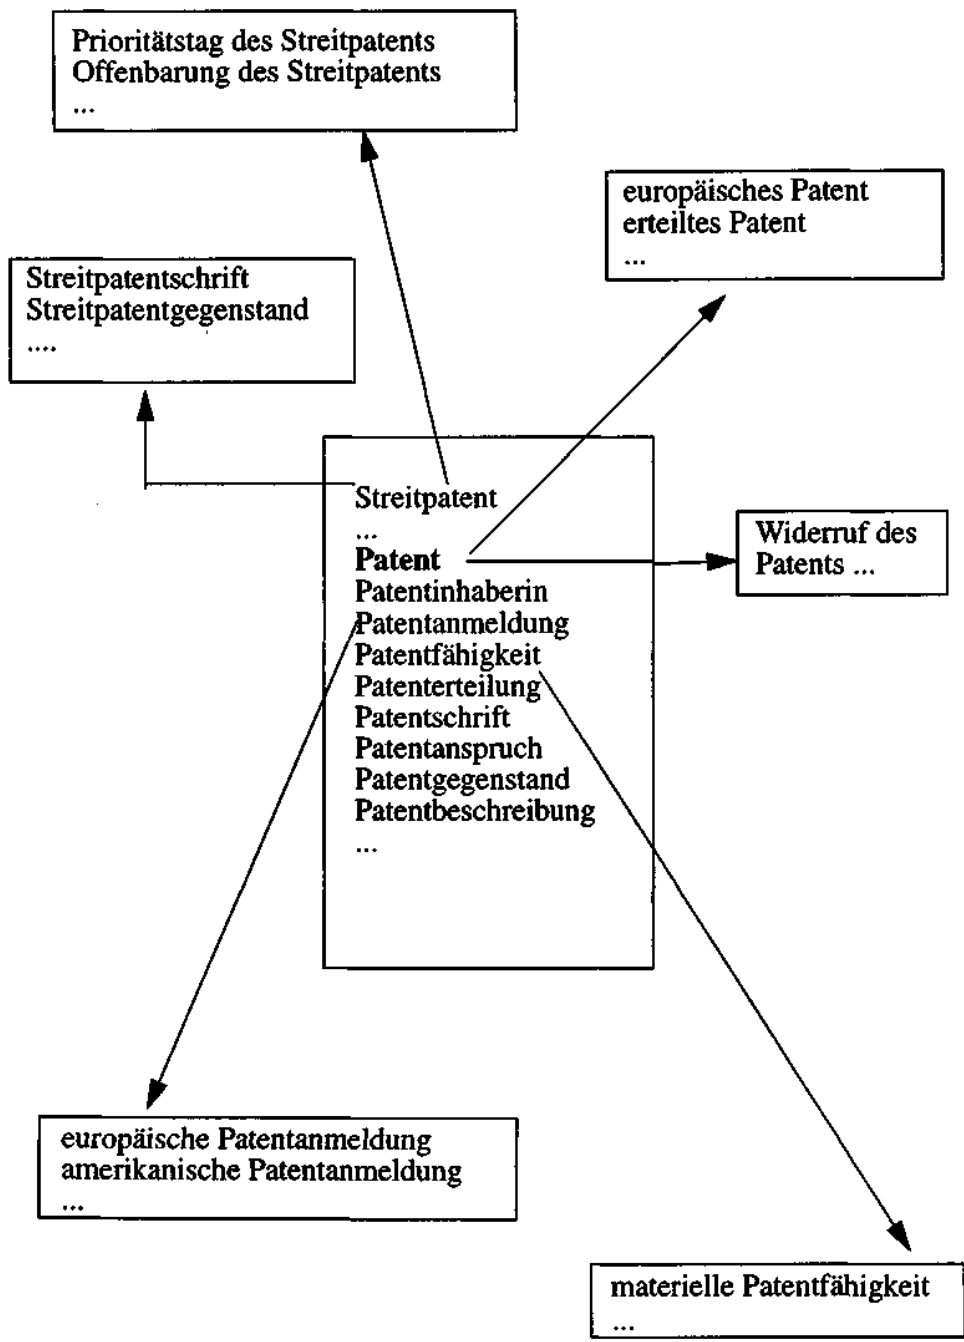 Prioritätstag des Streitpatents
Offenbarung des Streitpatents
...
europäisches Patent
erteiltes Patent
...
Streitpatentschrift
Streitpatentgegenstand
....
Streitpatent
...
Patent
Patentinhaberin
Patentanmeldung
Patentfähigkeit
Patenterteilung
Patentschrift
Patentanspruch
Patentgegenstand
Patentbeschreibung
...
Widerruf des
Patents ...
europäische Patentanmeldung
amerikanische Patentanmeldung
...
materielle Patentfähigkeit
...